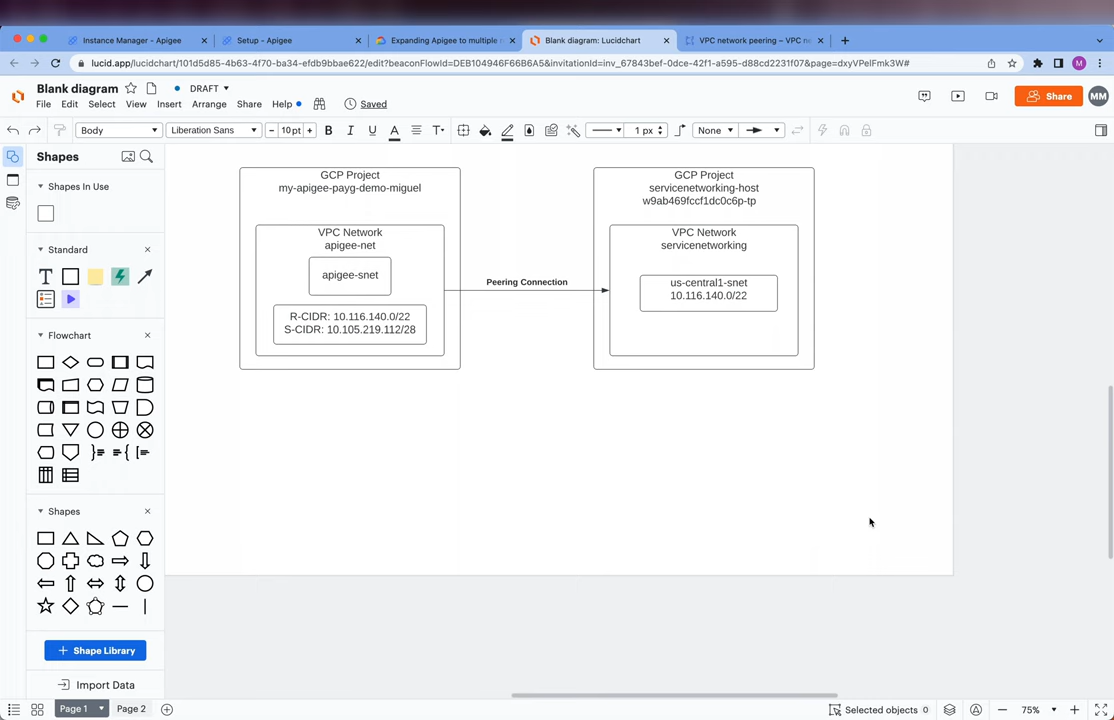 Instance Manager - Apigee
Setup - Apigee
Expanding Apigee to multiple
Blank diagram: Lucidchart
VPC network peering – VPC n
lucid.app/lucidchart/101d5d85-4b63-4f70-ba34-efdb9bbae622/edit?beaconFlowId=DEB104946F66B6A5&invitationId=inv_67843bef-0dce-42f1-a595-d88cd2231f07&page=dxyVPelFmk3W#
M
Blank diagram
DRAFT
File Edit Select View Insert Arrange Share Help
Saved
Share
MM
Body
Liberation Sans
10 pt
B I U A T
1 px
None
Shapes
Shapes In Use
Standard
T
Flowchart
Shapes
Shape Library
Import Data
GCP Project
my-apigee-payg-demo-miguel
VPC Network
apigee-net
apigee-snet
R-CIDR: 10.116.140.0/22
S-CIDR: 10.105.219.112/28
Peering Connection
GCP Project
servicenetworking-host
w9ab469fccf1dc0c6p-tp
VPC Network
servicenetworking
us-central1-snet
10.116.140.0/22
Page 1
Page 2
Selected objects 0
75%